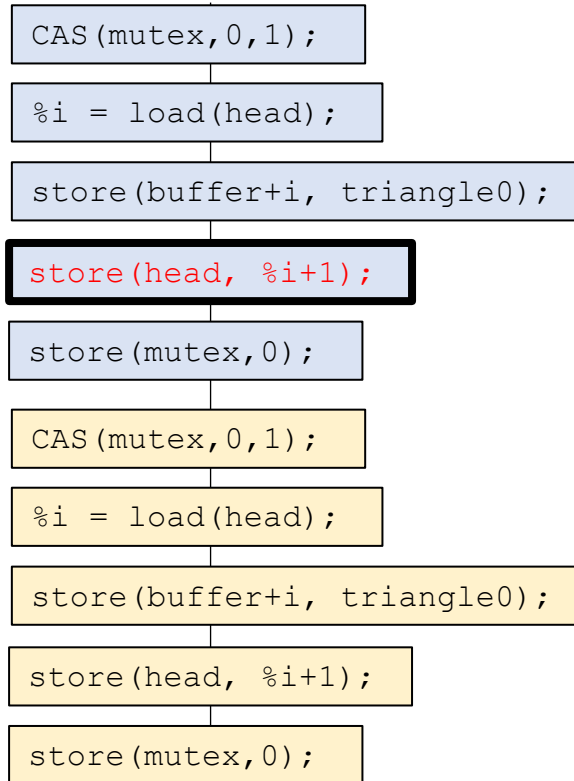 CAS(mutex,0,1);
%i = load(head);
store(buffer+i, triangle0);
store(head, %i+1);
store(mutex,0);
CAS(mutex,0,1);
%i = load(head);
store(buffer+i, triangle0);
store(head, %i+1);
store(mutex,0);